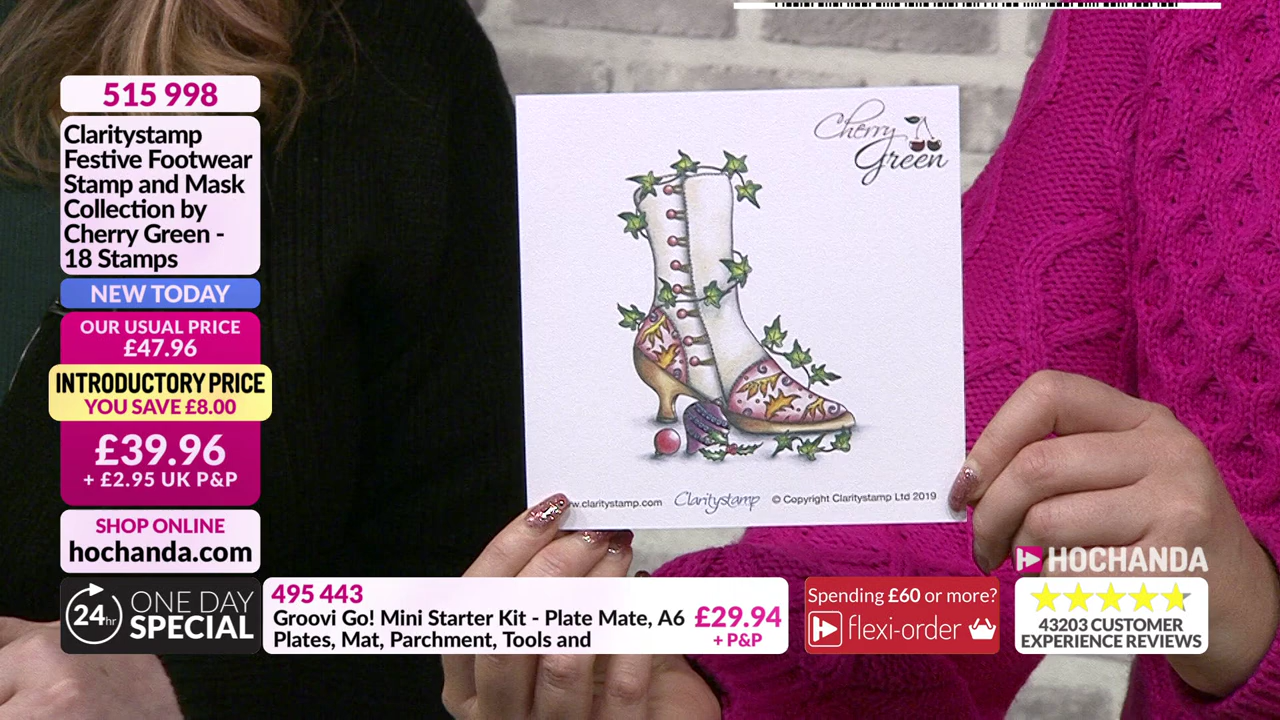 515 998
Claritystamp
Festive Footwear
Stamp and Mask
Collection by
Cherry Green -
18 Stamps
NEW TODAY
OUR USUAL PRICE
£47.96
INTRODUCTORY PRICE
YOU SAVE £8.00
£39.96
+ £2.95 UK P&P
SHOP ONLINE
hochanda.com
24hr ONE DAY
SPECIAL
495 443
Groovi Go! Mini Starter Kit - Plate Mate, A6
Plates, Mat, Parchment, Tools and
£29.94
+ P&P
Spending £60 or more?
flexi-order
HOCHANDA
43203 CUSTOMER
EXPERIENCE REVIEWS
Cherry
Green
w.claritystamp.com Claritystamp © Copyright Claritystamp Ltd 2019